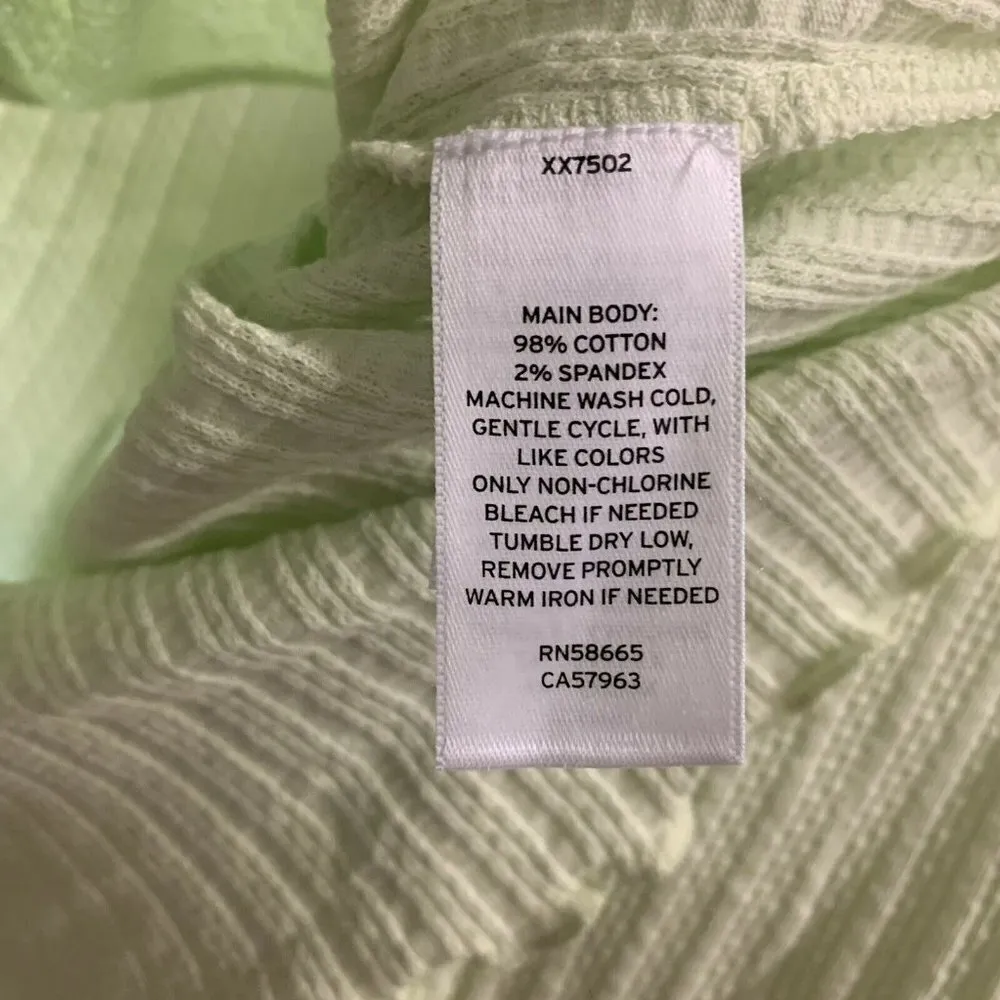 XX7502
MAIN BODY:
98% COTTON
2% SPANDEX
MACHINE WASH COLD,
GENTLE CYCLE, WITH
LIKE COLORS
ONLY NON-CHLORINE
BLEACH IF NEEDED
TUMBLE DRY LOW,
REMOVE PROMPTLY
WARM IRON IF NEEDED
RN58665
CA57963